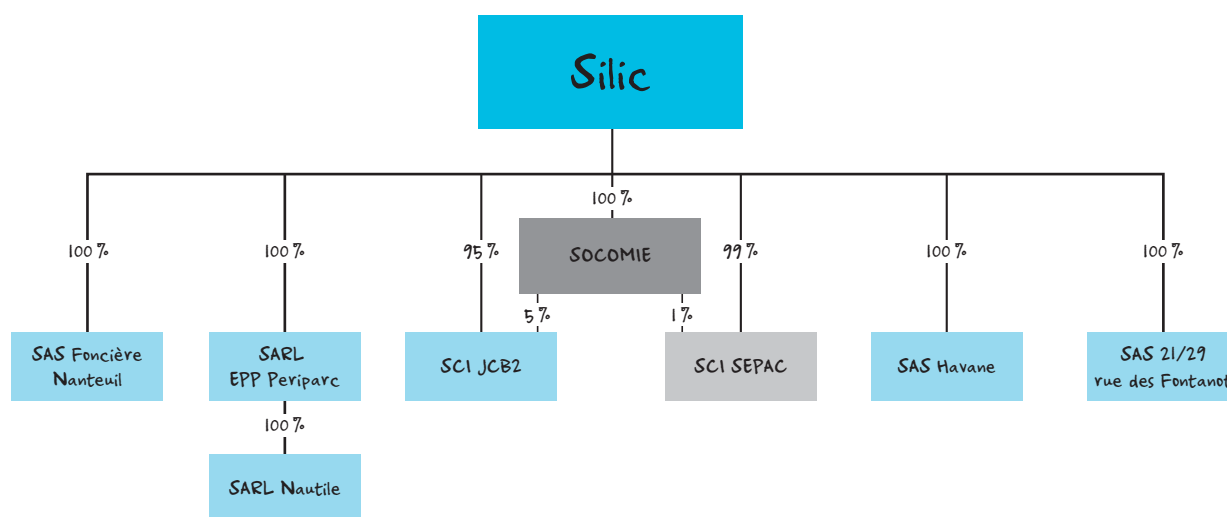 Silic
100 %
SOCOMIE
100 %
100 %
95 %
99 %
100 %
100 %
5 %
1 %
SAS Foncière
Nanteuil
SARL
EPP Periparc
SCI JCB2
SCI SEPAC
SAS Havane
SAS 21/29
rue des Fontanot
100 %
SARL Nautile